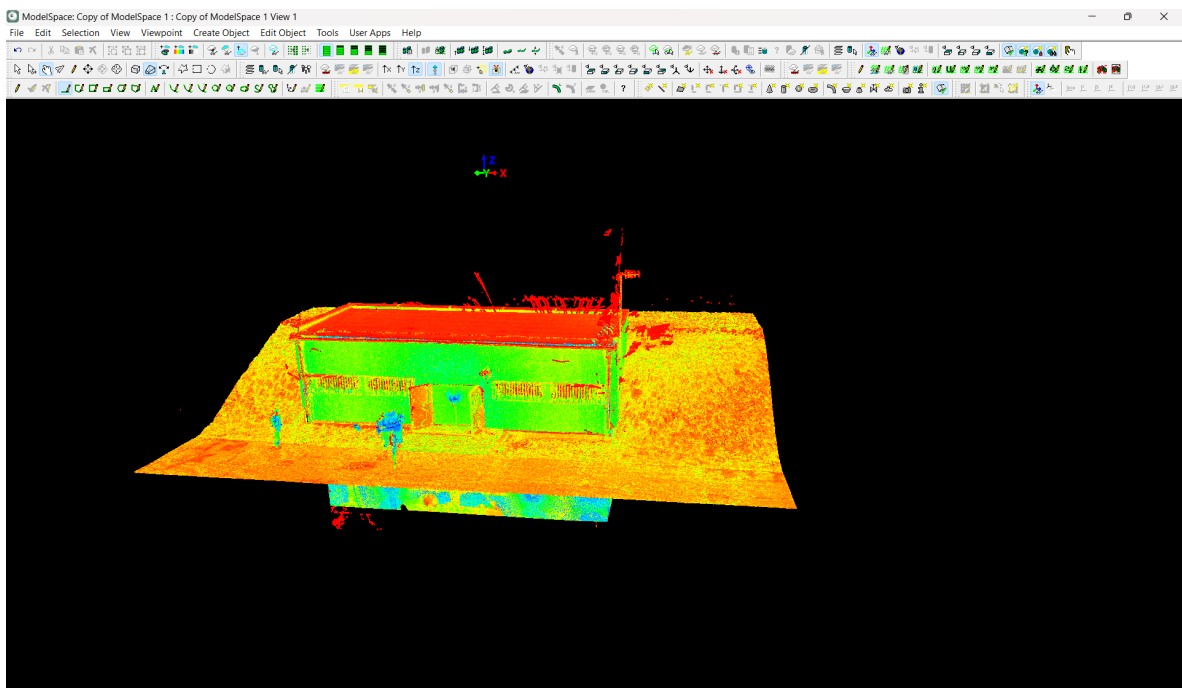 ModelSpace: Copy of ModelSpace 1 : Copy of ModelSpace 1 View 1
File Edit Selection View Viewpoint Create Object Edit Object Tools User Apps Help
Z
Y X